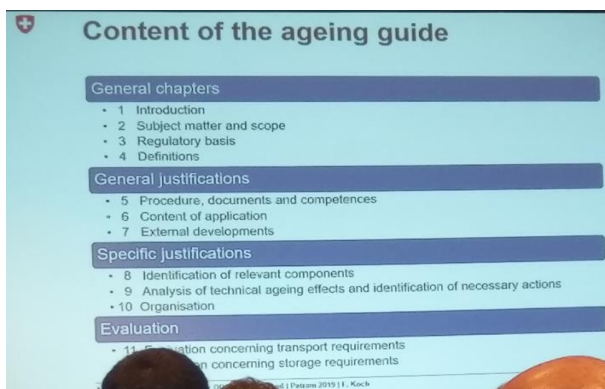 Content of the ageing guide
General chapters
• 1 Introduction
• 2 Subject matter and scope
• 3 Regulatory basis
• 4 Definitions
General justifications
• 5 Procedure, documents and competences
• 6 Content of application
• 7 External developments
Specific justifications
• 8 Identification of relevant components
• 9 Analysis of technical ageing effects and identification of necessary actions
• 10 Organisation
Evaluation
• 11 concerning transport requirements
concerning storage requirements
| Patram 2019 | F. Koch